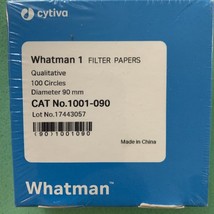 cytiva
Whatman 1 FILTER PAPERS
Qualitative
100 Circles
Diameter 90 mm
CAT No.1001-090
Lot No.17443057
Made in China
Whatman®